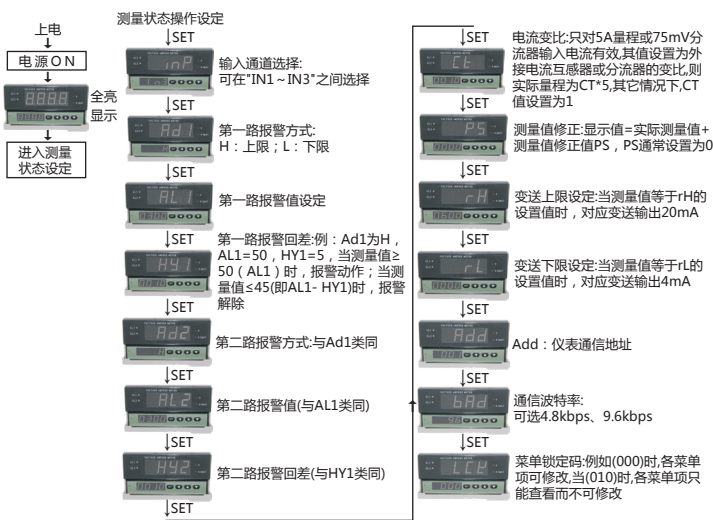 测量状态操作设定
上电
电源ON
8888
全亮
显示
进入测量
状态设定
SET
inP
输入通道选择:
可在"IN1～IN3"之间选择
SET
Ad1
第一路报警方式:
H：上限；L：下限
SET
AL1
第一路报警值设定
SET
HY1
第一路报警回差:例：Ad1为H，
AL1=50，HY1=5，当测量值≥
50（AL1）时，报警动作；当测
量值≤45(即AL1- HY1)时，报警
解除
SET
Ad2
第二路报警方式:与Ad1类同
SET
AL2
第二路报警值(与AL1类同)
SET
HY2
第二路报警回差(与HY1类同)
SET
SET
Ct
电流变比:只对5A量程或75mV分
流器输入电流有效,其值设置为外
接电流互感器或分流器的变比,则
实际量程为CT*5,其它情况下,CT
值设置为1
SET
PS
测量值修正:显示值=实际测量值+
测量值修正值PS，PS通常设置为0
SET
rH
变送上限设定:当测量值等于rH的
设置值时，对应变送输出20mA
SET
rL
变送下限设定:当测量值等于rL的
设置值时，对应变送输出4mA
SET
Add
Add：仪表通信地址
SET
bAd
通信波特率:
可选4.8kbps、9.6kbps
SET
LCK
菜单锁定码:例如(000)时,各菜单
项可修改,当(010)时,各菜单项只
能查看而不可修改